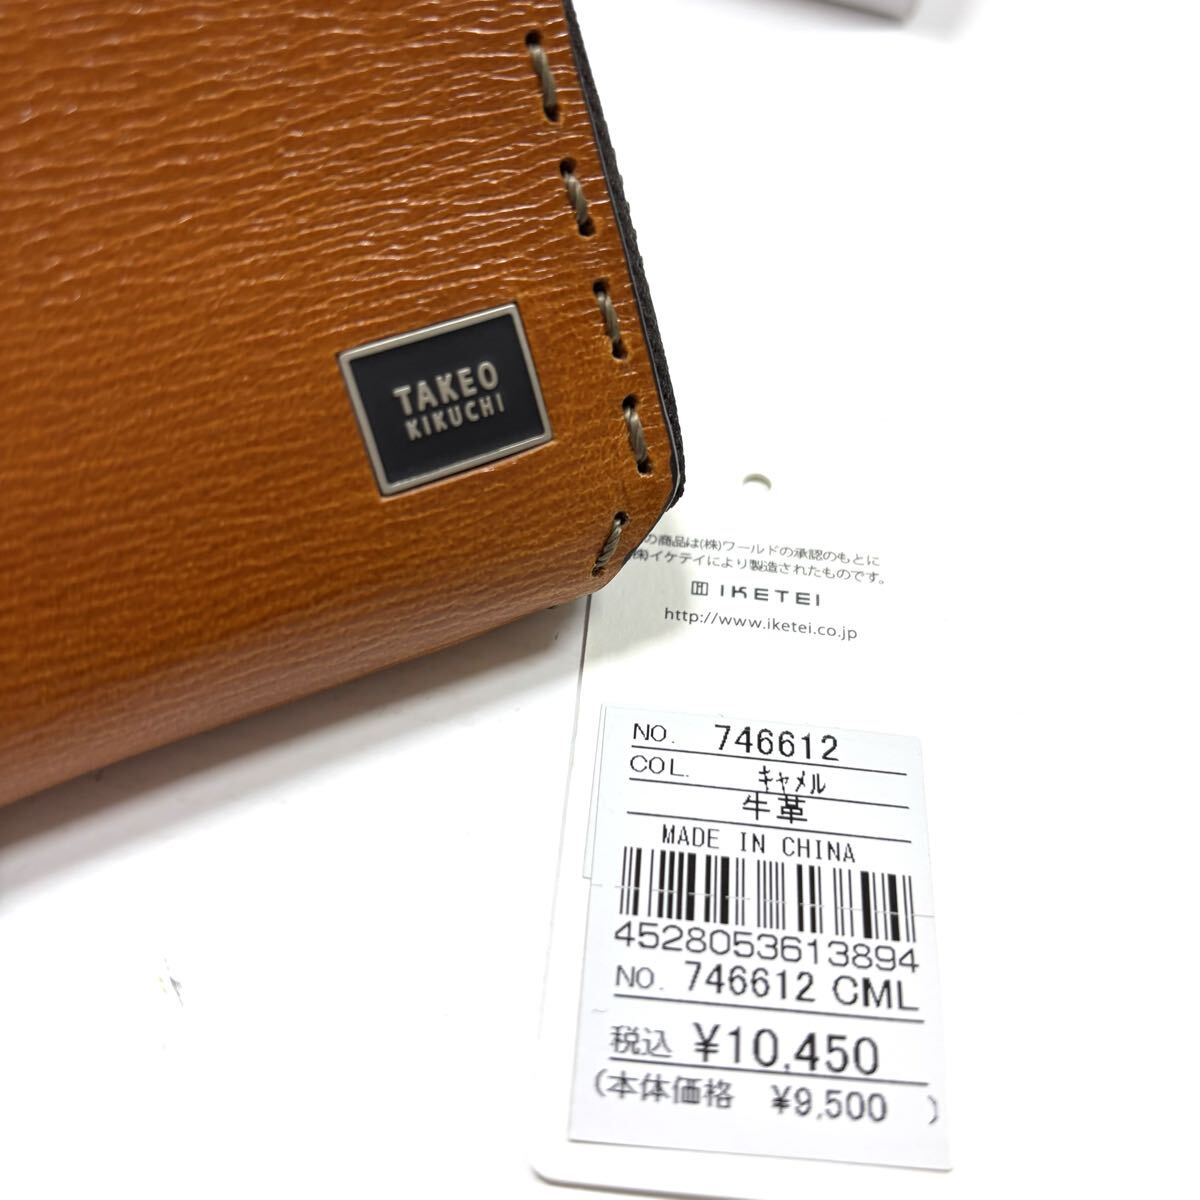 TAKEO
KIKUCHI
の商品は(株)ワールドの承認のもとに
株)イケテイにより製造されたものです。
IKETEI
http://www.iketei.co.jp
NO. 746612
COL. キャメル
牛革
MADE IN CHINA
4528053613894
NO. 746612 CML
税込 ¥10,450
(本体価格 ¥9,500 )